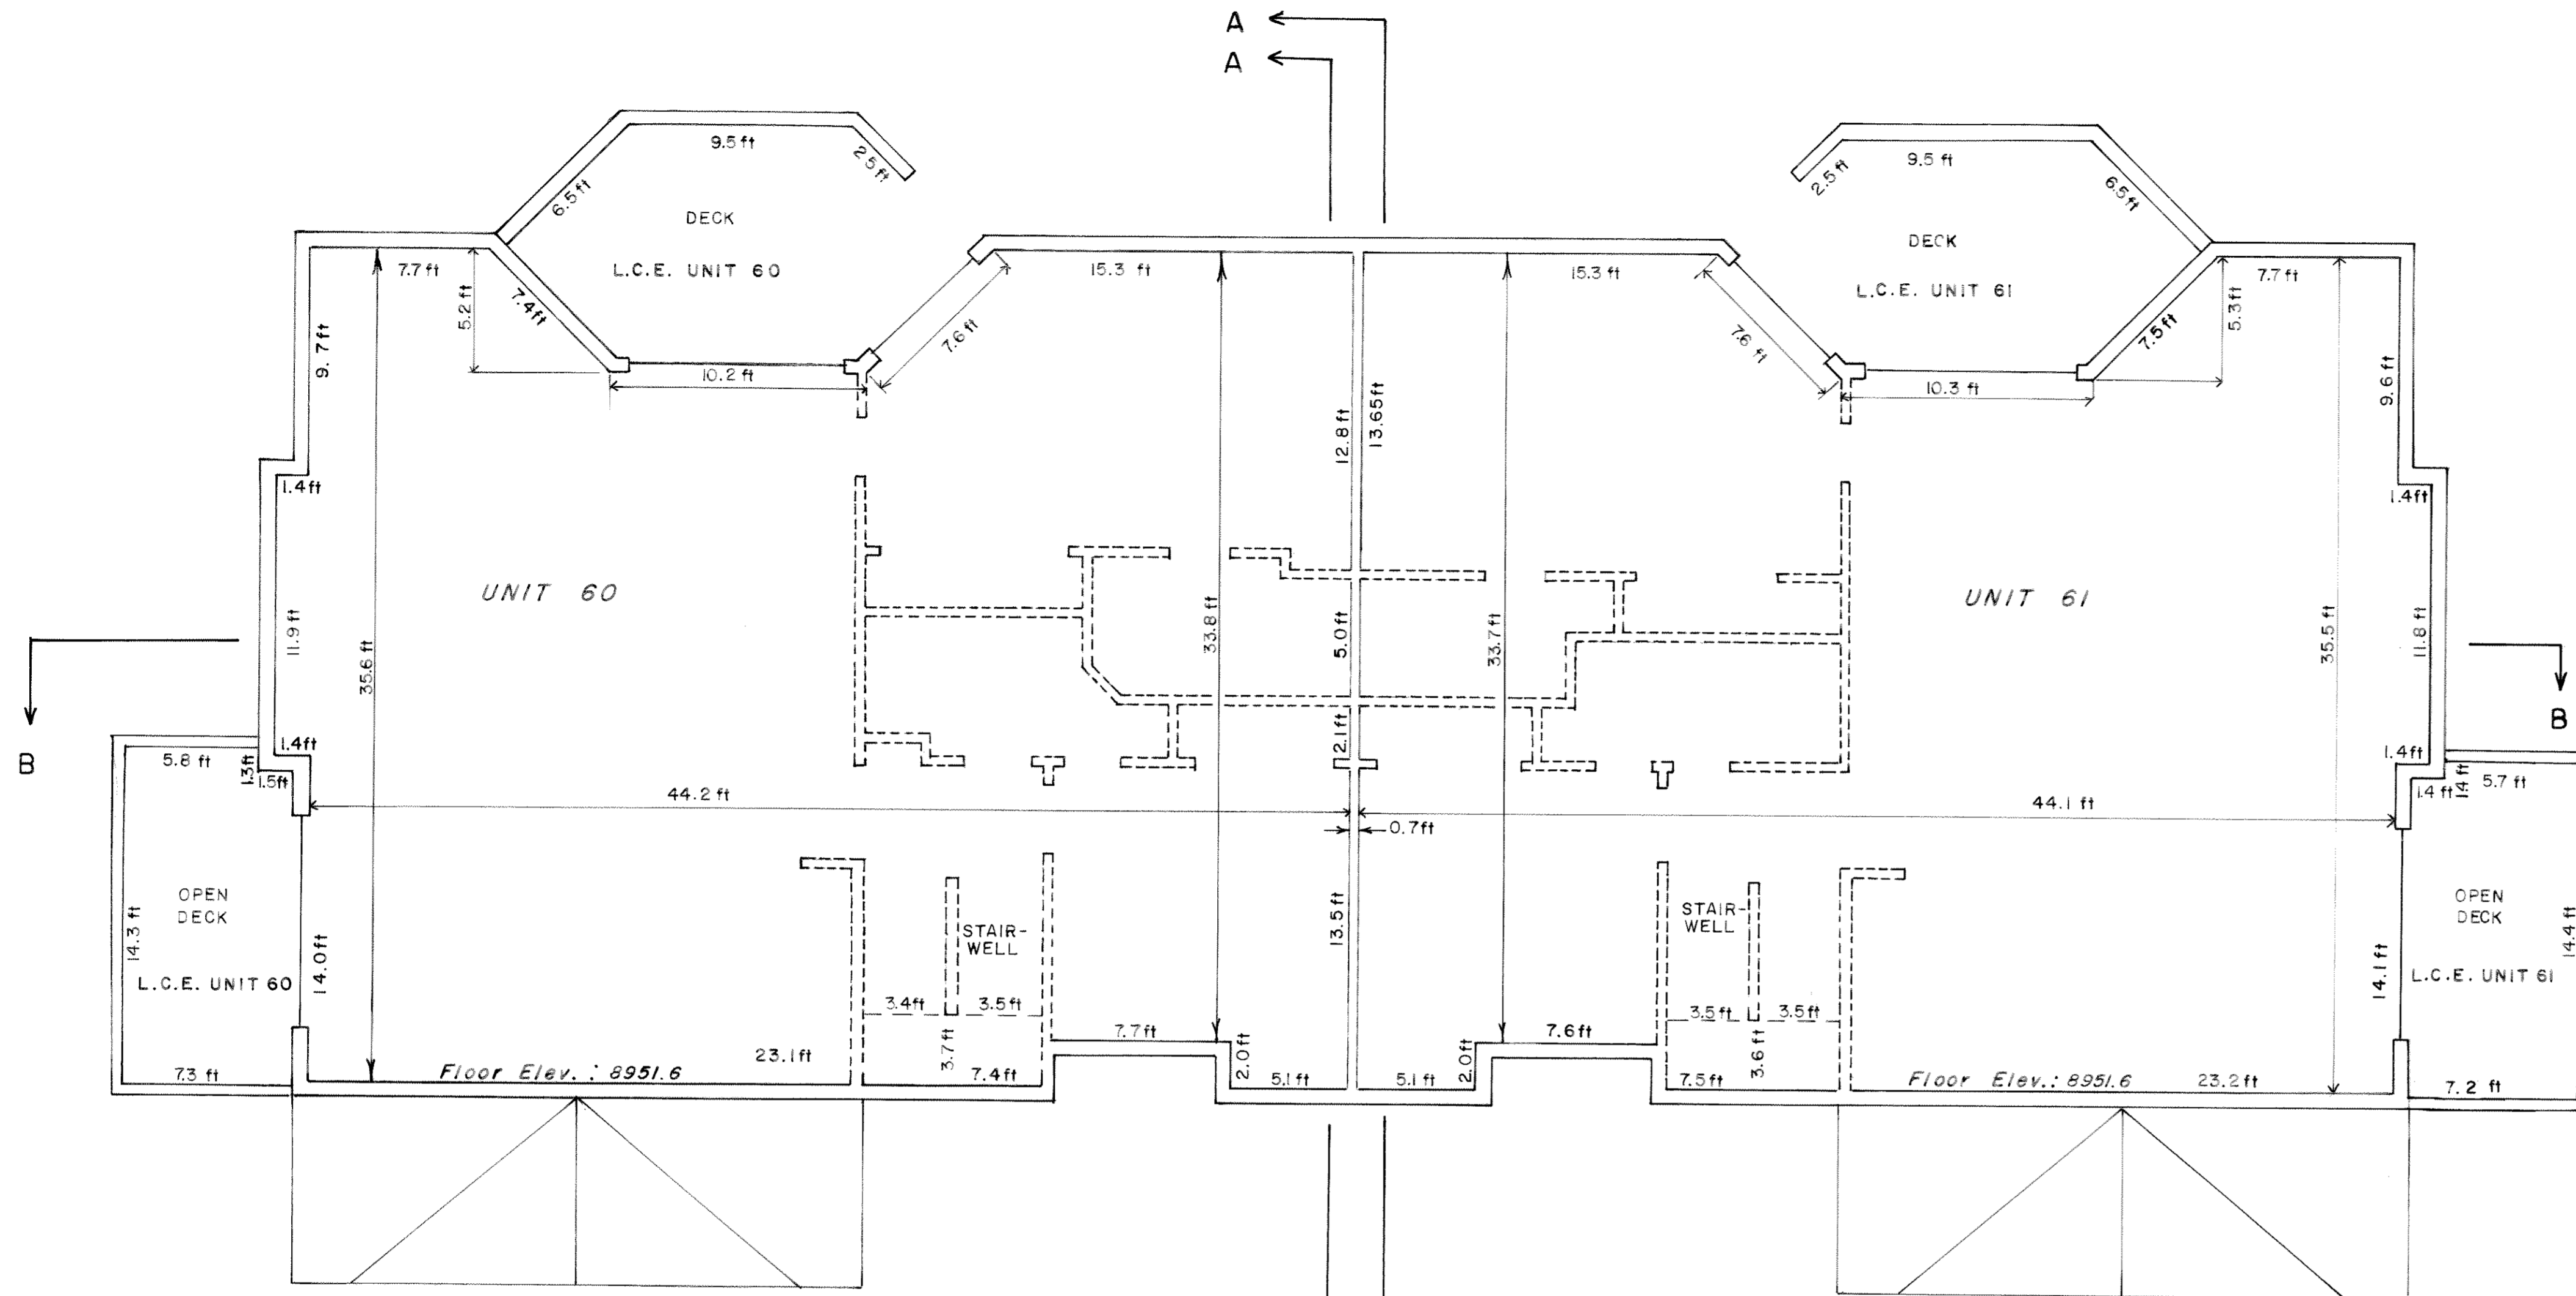 A
A
9.5 ft
2.5 ft
6.5 ft
DECK
L.C.E. UNIT 60
7.7 ft
5.2 ft
7.4 ft
9.7 ft
10.2 ft
7.6 ft
15.3 ft
15.3 ft
7.6 ft
2.5 ft
9.5 ft
6.5 ft
DECK
L.C.E. UNIT 61
7.5 ft
5.3 ft
7.7 ft
10.3 ft
9.6 ft
12.8 ft
13.65 ft
1.4 ft
1.4 ft
UNIT 60
UNIT 61
11.9 ft
35.6 ft
33.8 ft
5.0 ft
33.7 ft
35.5 ft
11.8 ft
B
B
2.1 ft
5.8 ft
1.3 ft
1.4 ft
1.5 ft
1.4 ft
1.4 ft
1.4 ft
5.7 ft
44.2 ft
44.1 ft
0.7 ft
OPEN
DECK
L.C.E. UNIT 60
14.3 ft
14.0 ft
STAIR-
WELL
13.5 ft
STAIR-
WELL
OPEN
DECK
L.C.E. UNIT 61
14.1 ft
14.4 ft
3.4 ft
3.5 ft
3.7 ft
3.5 ft
3.5 ft
3.6 ft
7.3 ft
Floor Elev. : 8951.6
23.1 ft
7.4 ft
7.7 ft
2.0 ft
5.1 ft
5.1 ft
2.0 ft
7.6 ft
7.5 ft
Floor Elev. : 8951.6
23.2 ft
7.2 ft